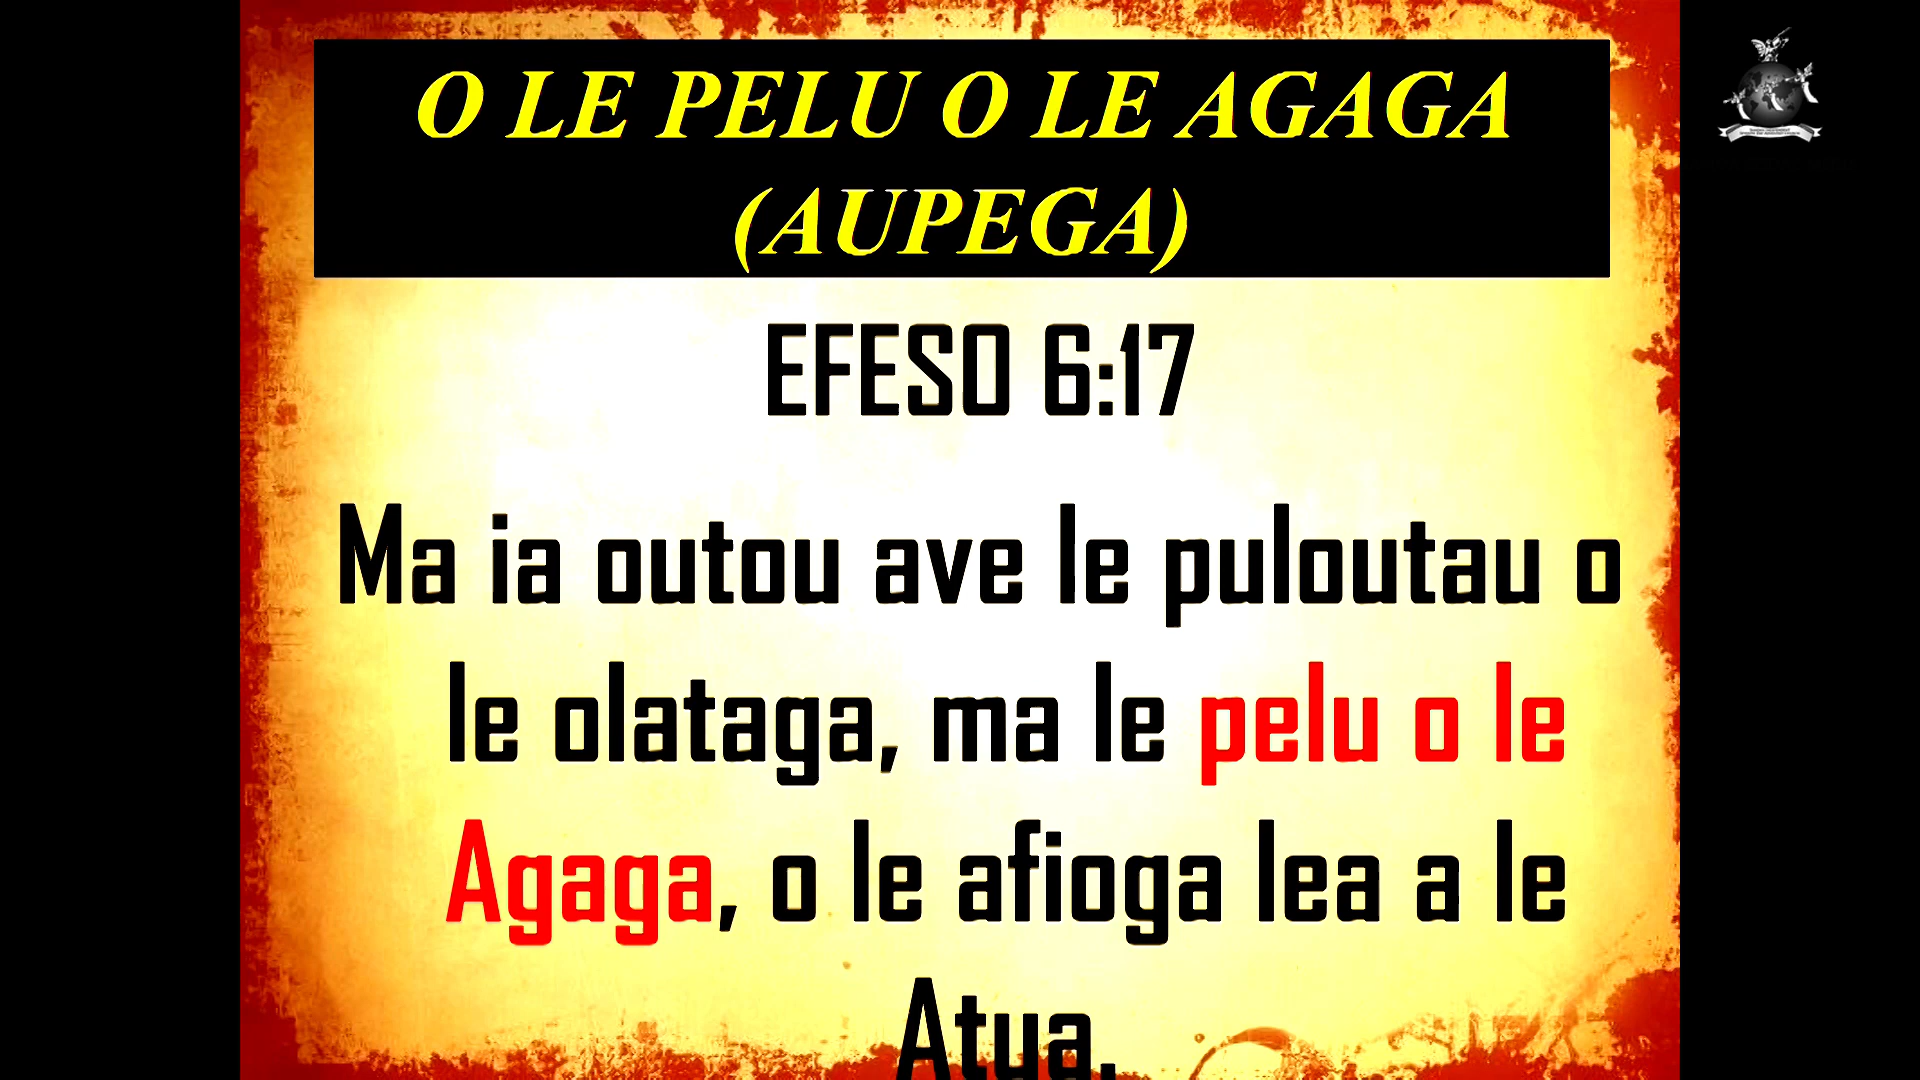 O LE PELU O LE AGAGA
(AUPEGA)
EFESO 6:17
Ma ia outou ave le puloutau o
le olataga, ma le pelu o le
Agaga, o le afioga lea a le
Atua.